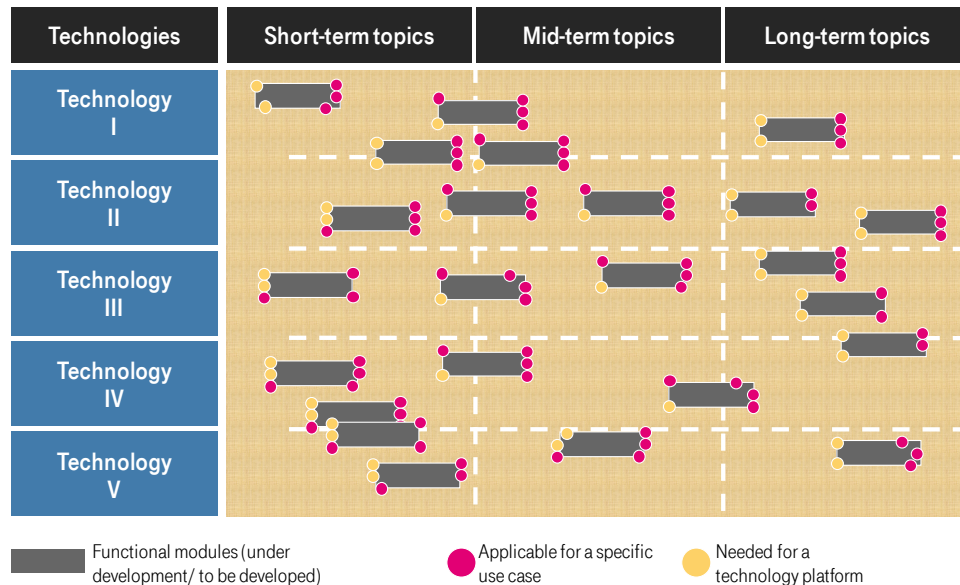 Technologies
Short-term topics
Mid-term topics
Long-term topics
Technology
I
Technology
II
Technology
III
Technology
IV
Technology
V
Functional modules (under
development/ to be developed)
Applicable for a specific
use case
Needed for a
technology platform